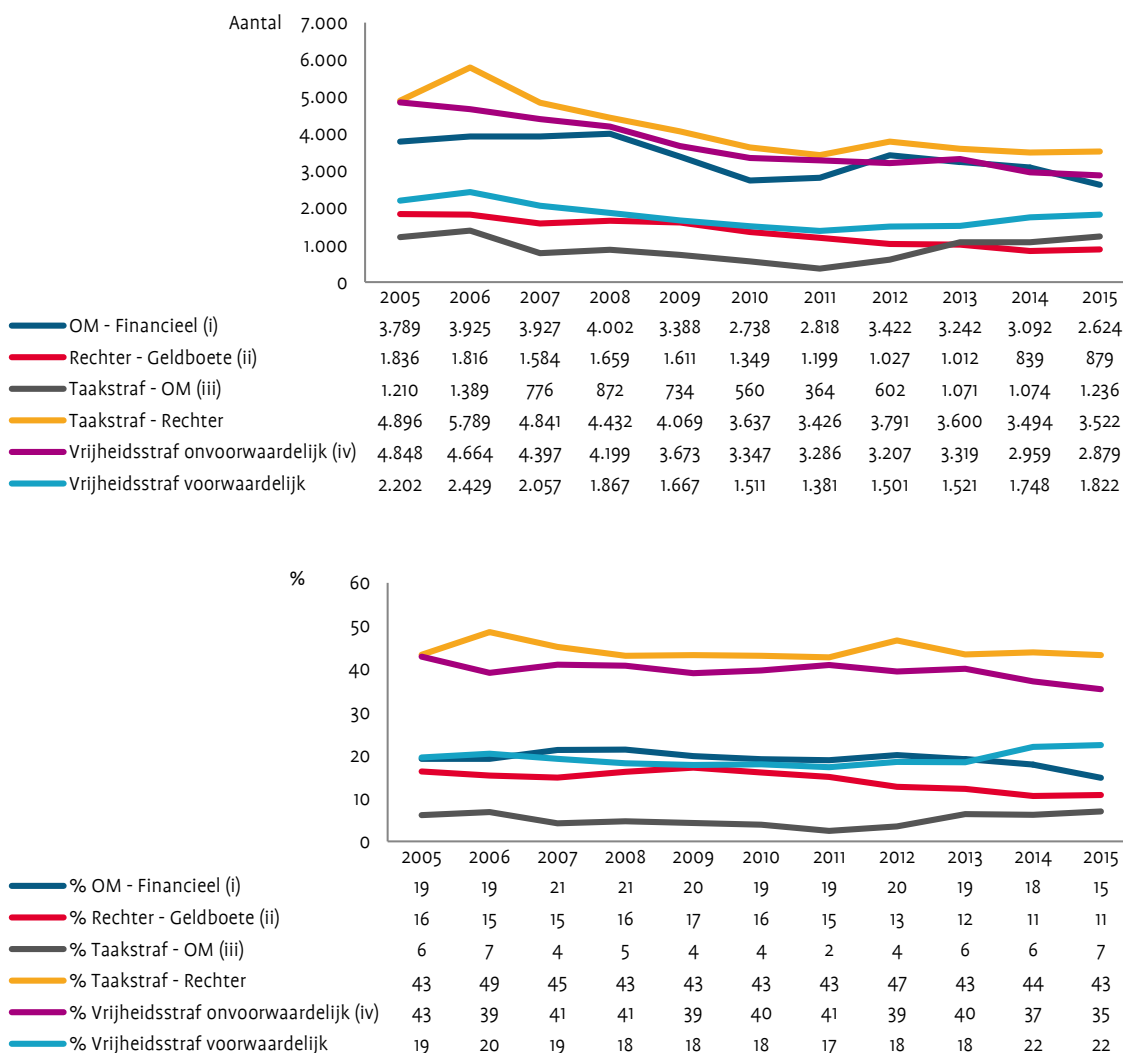 Aantal 7.000
6.000
5.000
4.000
3.000
2.000
1.000
0
2005 2006 2007 2008 2009 2010 2011 2012 2013 2014 2015
OM - Financieel (i) 3.789 3.925 3.927 4.002 3.388 2.738 2.818 3.422 3.242 3.092 2.624
Rechter - Geldboete (ii) 1.836 1.816 1.584 1.659 1.611 1.349 1.199 1.027 1.012 839 879
Taakstraf - OM (iii) 1.210 1.389 776 872 734 560 364 602 1.071 1.074 1.236
Taakstraf - Rechter 4.896 5.789 4.841 4.432 4.069 3.637 3.426 3.791 3.600 3.494 3.522
Vrijheidsstraf onvoorwaardelijk (iv) 4.848 4.664 4.397 4.199 3.673 3.347 3.286 3.207 3.319 2.959 2.879
Vrijheidsstraf voorwaardelijk 2.202 2.429 2.057 1.867 1.667 1.511 1.381 1.501 1.521 1.748 1.822
% 60
50
40
30
20
10
0
2005 2006 2007 2008 2009 2010 2011 2012 2013 2014 2015
% OM - Financieel (i) 19 19 21 21 20 19 19 20 19 18 15
% Rechter - Geldboete (ii) 16 15 15 16 17 16 15 13 12 11 11
% Taakstraf - OM (iii) 6 7 4 5 4 4 2 4 6 6 7
% Taakstraf - Rechter 43 49 45 43 43 43 43 47 43 44 43
% Vrijheidsstraf onvoorwaardelijk (iv) 43 39 41 41 39 40 41 39 40 37 35
% Vrijheidsstraf voorwaardelijk 19 20 19 18 18 18 17 18 18 22 22